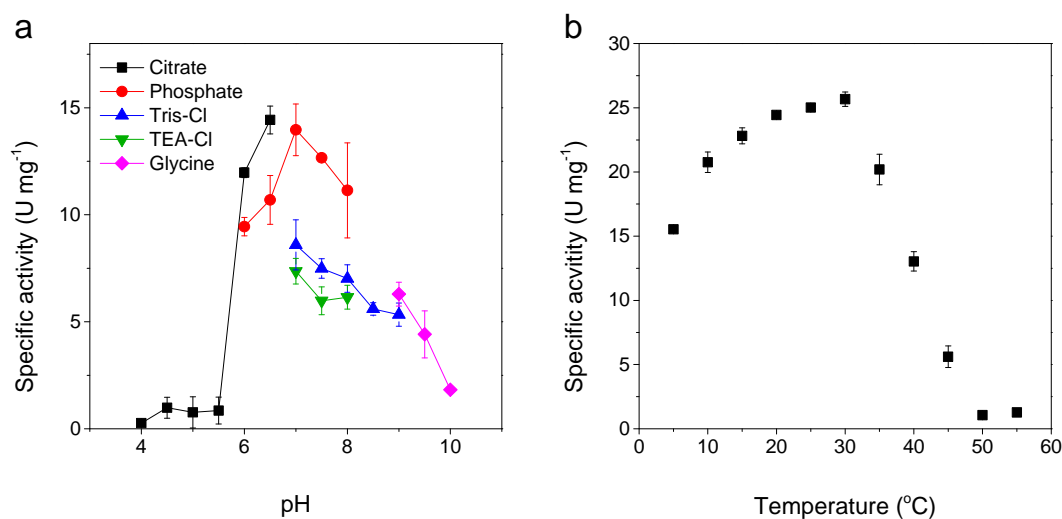 a
Citrate
Phosphate
Tris-Cl
TEA-Cl
Glycine
Specific activity (U mg-1)
0
5
10
15
4
6
8
10
pH
b
Specific acvitity (U mg-1)
0
5
10
15
20
25
30
0
10
20
30
40
50
60
Temperature (oC)